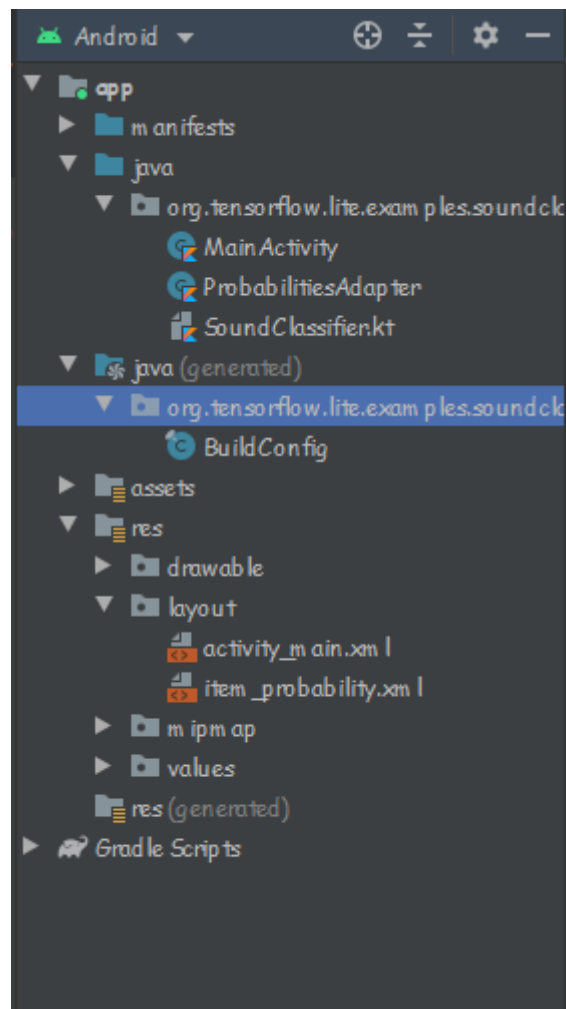 Android
app
manifests
java
org.tensorflow.lite.examples.soundcl
MainActivity
ProbabilitiesAdapter
SoundClassifier.kt
java (generated)
org.tensorflow.lite.examples.soundcl
BuildConfig
assets
res
drawable
layout
activity_main.xml
item_probability.xml
mipmap
values
res (generated)
Gradle Scripts